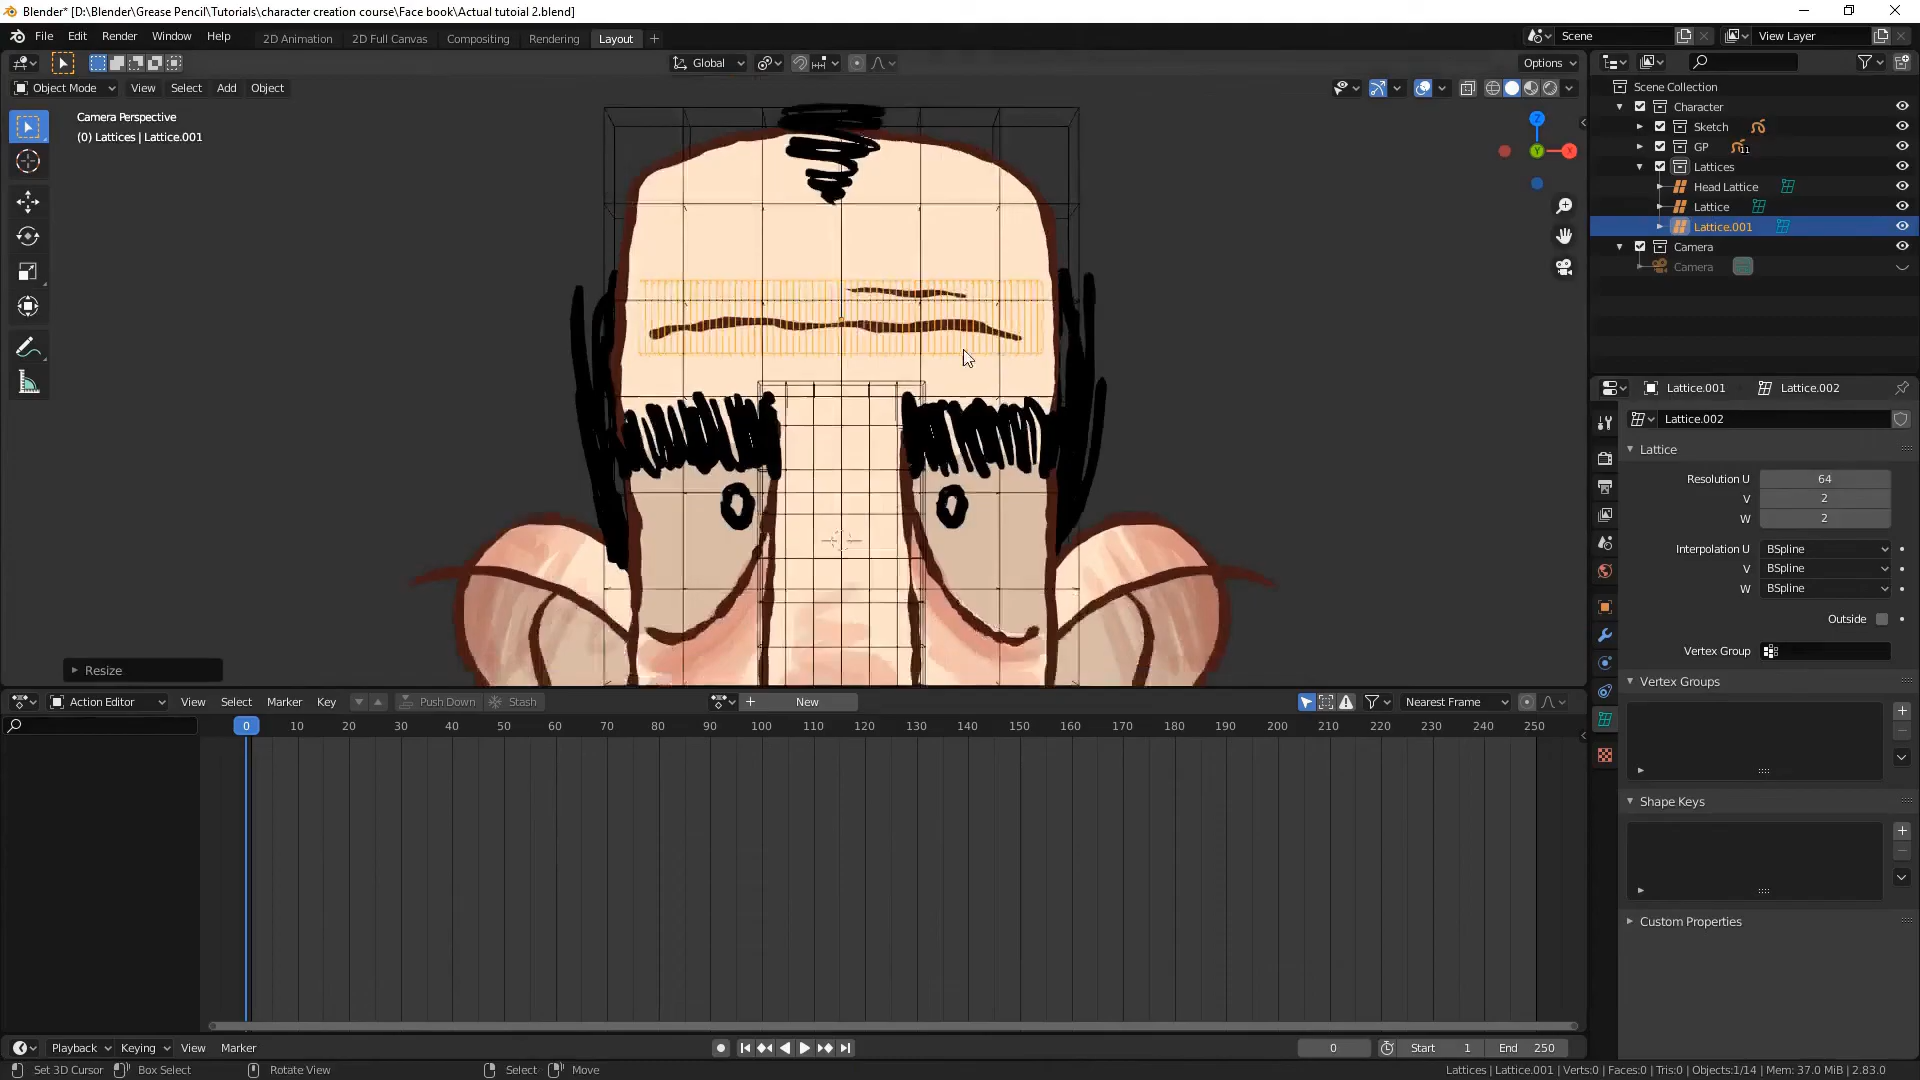 Blender* [D:\Blender\Grease Pencil\Tutorials\character creation course\Face book\Actual tutoial 2.blend]
File Edit Render Window Help 2D Animation 2D Full Canvas Compositing Rendering Layout +
Scene View Layer
Global Options
Object Mode View Select Add Object
Camera Perspective
(0) Lattices | Lattice.001
Z
X
Y
Resize
Scene Collection
Character
Sketch
GP 11
Lattices
Head Lattice
Lattice
Lattice.001
Camera
Camera
Lattice.001 Lattice.002
Lattice.002
Lattice
Resolution U 64
V 2
W 2
Interpolation U BSpline
V BSpline
W BSpline
Outside
Vertex Group
Vertex Groups
Shape Keys
Custom Properties
Action Editor View Select Marker Key Push Down Stash + New Nearest Frame
0 10 20 30 40 50 60 70 80 90 100 110 120 130 140 150 160 170 180 190 200 210 220 230 240 250
Playback Keying View Marker 0 Start 1 End 250
Set 3D Cursor Box Select Rotate View Select Move Lattices | Lattice.001 | Verts:0 | Faces:0 | Tris:0 | Objects:1/14 | Mem: 37.0 MiB | 2.83.0